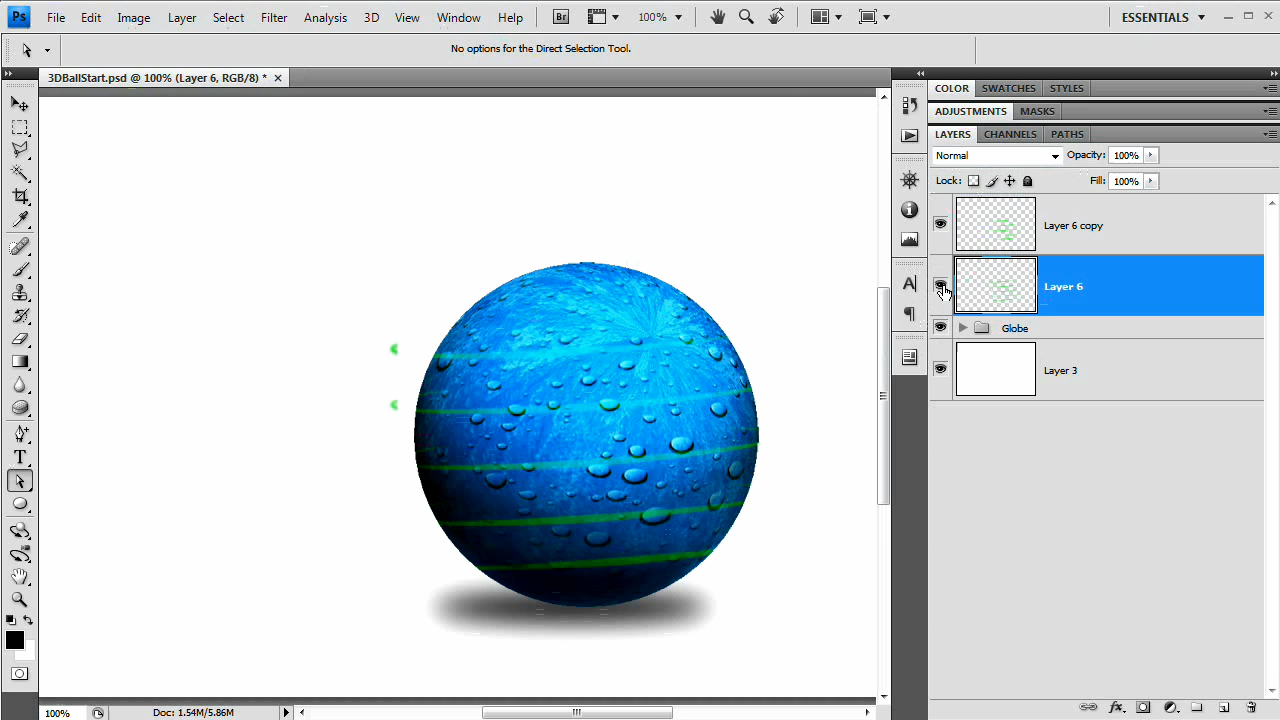 Ps File Edit Image Layer Select Filter Analysis 3D View Window Help Br 100% ESSENTIALS
No options for the Direct Selection Tool.
3DBallStart.psd @ 100% (Layer 6, RGB/8) *
COLOR SWATCHES STYLES
ADJUSTMENTS MASKS
LAYERS CHANNELS PATHS
Normal Opacity: 100%
Lock: Fill: 100%
Layer 6 copy
Layer 6
Globe
Layer 3
100% Doc: 1.54M/5.86M